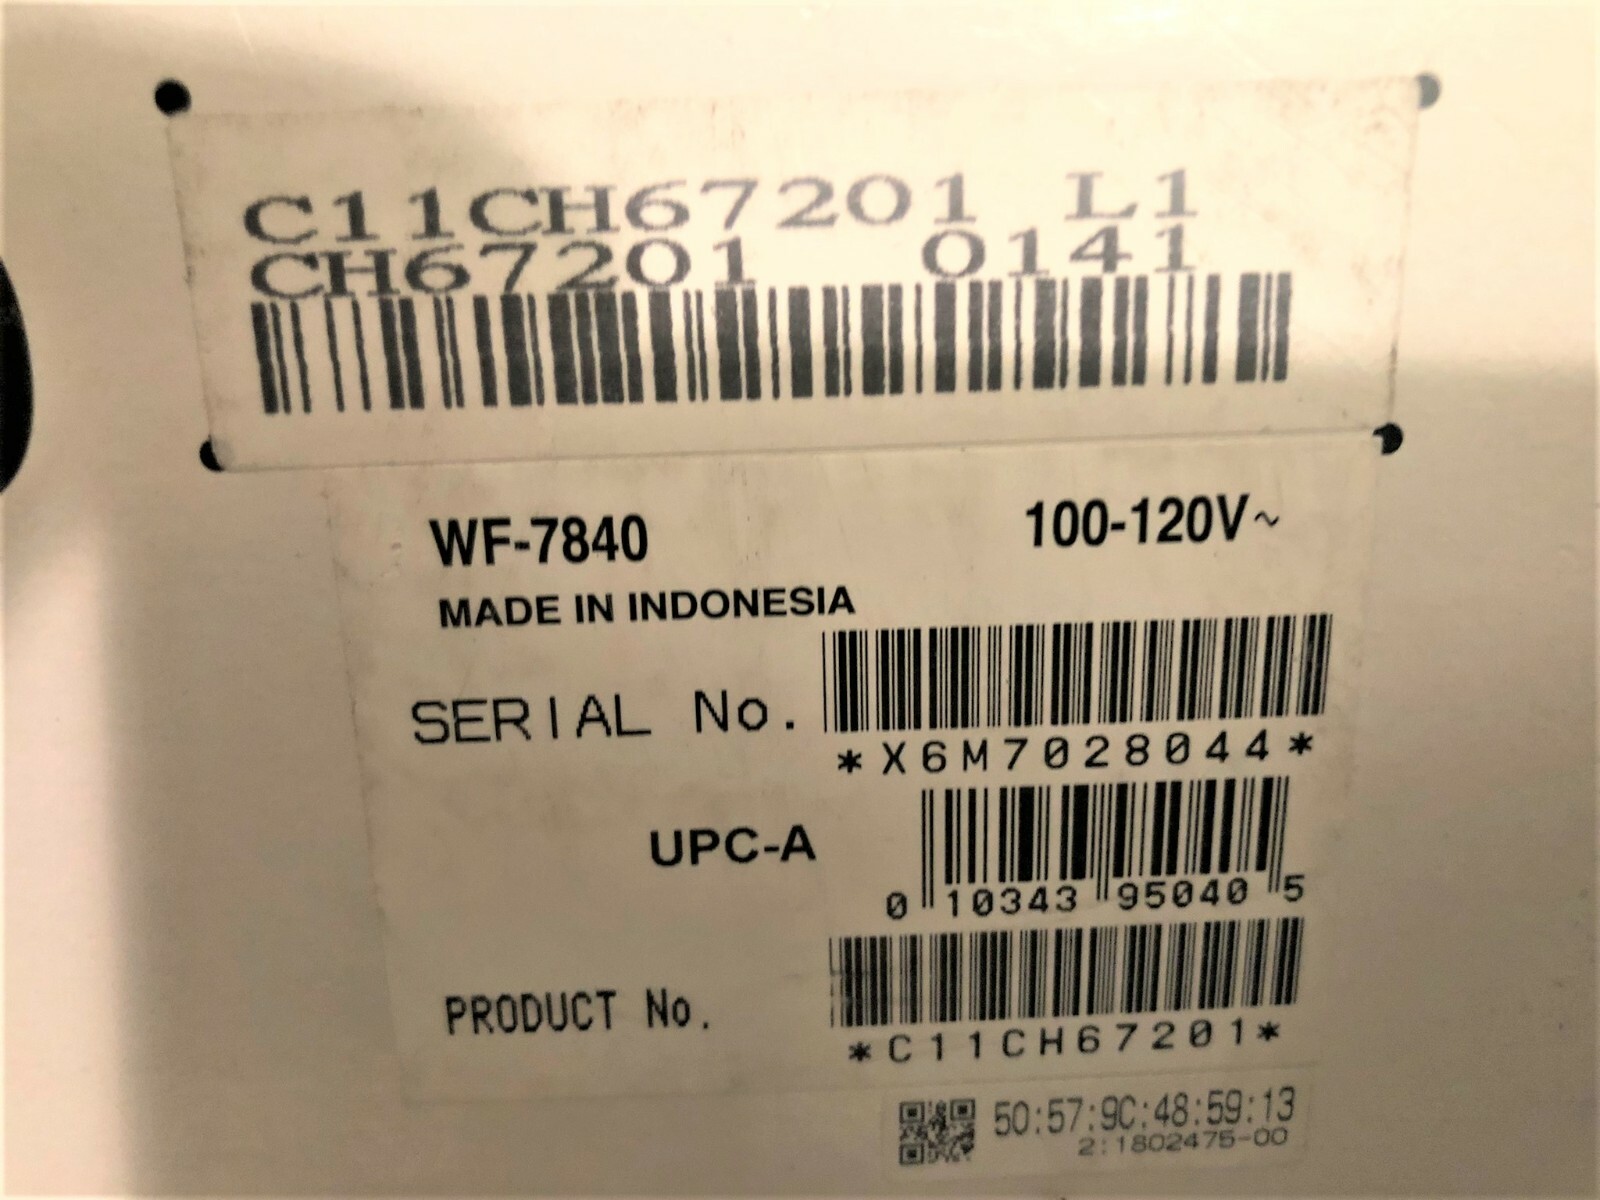 C11CH67201 L1
CH67201 0141
WF-7840 100-120V~
MADE IN INDONESIA
SERIAL No.
*X6M7028044*
UPC-A
0 10343 95040 5
PRODUCT No.
*C11CH67201*
50:57:9C:48:59:13
2:1802475-00